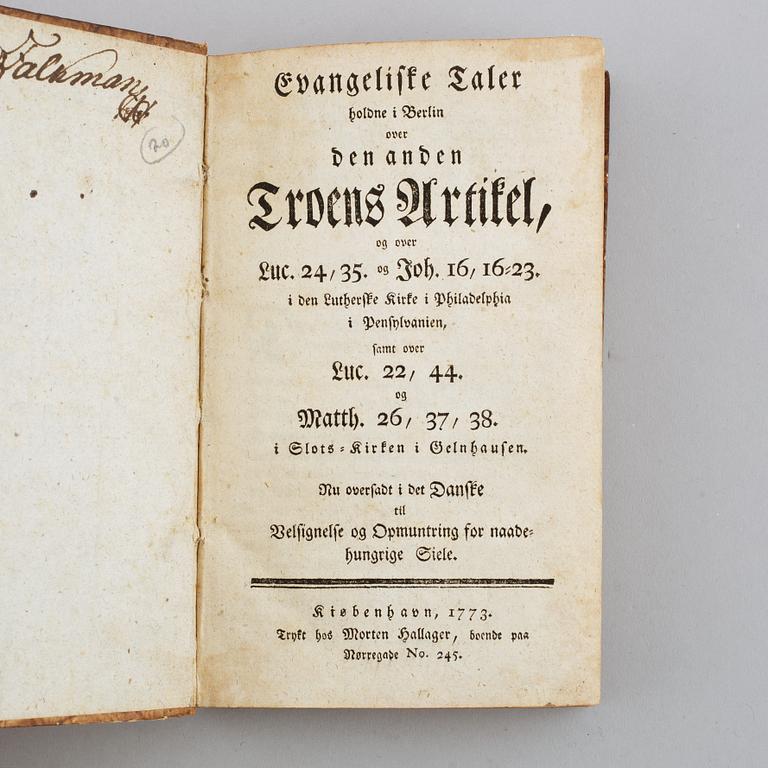 Falkman
20
Evangeliske Taler
holdne i Berlin
over
den anden
Troens Artikel,
og over
Luc. 24, 35. og Joh. 16, 16-23.
i den Lutherske Kirke i Philadelphia
i Pensylvanien,
samt over
Luc. 22, 44.
og
Matth. 26, 37, 38.
i Slots-Kirken i Gelnhausen.
Nu oversadt i det Danske
til
Velsignelse og Opmuntring for naade-
hungrige Siele.
Kiøbenhavn, 1773.
Trykt hos Morten Hallager, boende paa
Nørregade No. 245.